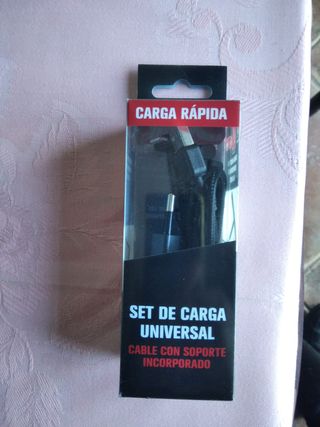 CARGA RÁPIDA
SET DE CARGA
UNIVERSAL
CABLE CON SOPORTE
INCORPORADO